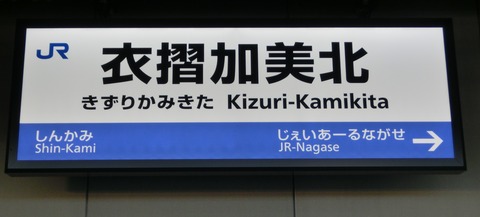 JR
衣摺加美北
きずりかみきた Kizuri-Kamikita
しんかみ じぇいあーるながせ
Shin-Kami JR-Nagase →